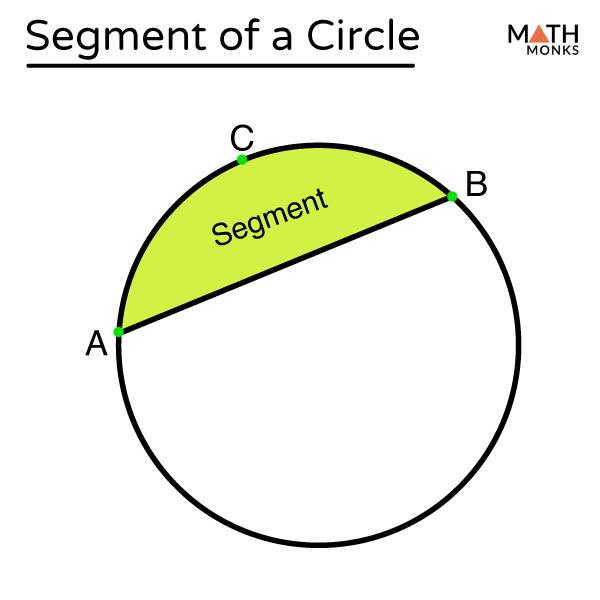 Segment of a Circle
MATH
MONKS
C
B
Segment
A